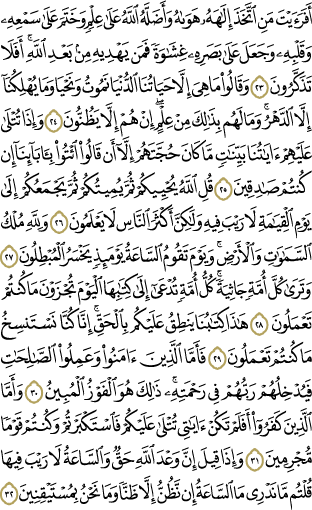 أَفَرَءَيْتَ مَنِ ٱتَّخَذَ إِلَٰهَهُۥ هَوَىٰهُ وَأَضَلَّهُ ٱللَّهُ عَلَىٰ عِلْمٍ وَخَتَمَ عَلَىٰ سَمْعِهِۦ
وَقَلْبِهِۦ وَجَعَلَ عَلَىٰ بَصَرِهِۦ غِشَٰوَةً فَمَن يَهْدِيهِ مِنۢ بَعْدِ ٱللَّهِ ۚ أَفَلَا
تَذَكَّرُونَ ٢٣ وَقَالُوا۟ مَا هِىَ إِلَّا حَيَاتُنَا ٱلدُّنْيَا نَمُوتُ وَنَحْيَا وَمَا يُهْلِكُنَآ
إِلَّا ٱلدَّهْرُ ۚ وَمَا لَهُم بِذَٰلِكَ مِنْ عِلْمٍ ۖ إِنْ هُمْ إِلَّا يَظُنُّونَ ٢٤ وَإِذَا تُتْلَىٰ
عَلَيْهِمْ ءَايَٰتُنَا بَيِّنَٰتٍ مَّا كَانَ حُجَّتَهُمْ إِلَّآ أَن قَالُوا۟ ٱئْتُوا۟ بِـَٔابَآئِنَآ إِن
كُنتُمْ صَٰدِقِينَ ٢٥ قُلِ ٱللَّهُ يُحْيِيكُمْ ثُمَّ يُمِيتُكُمْ ثُمَّ يَجْمَعُكُمْ إِلَىٰ
يَوْمِ ٱلْقِيَٰمَةِ لَا رَيْبَ فِيهِ وَلَٰكِنَّ أَكْثَرَ ٱلنَّاسِ لَا يَعْلَمُونَ ٢٦ وَلِلَّهِ مُلْكُ
ٱلسَّمَٰوَٰتِ وَٱلْأَرْضِ ۚ وَيَوْمَ تَقُومُ ٱلسَّاعَةُ يَوْمَئِذٍ يَخْسَرُ ٱلْمُبْطِلُونَ ٢٧
وَتَرَىٰ كُلَّ أُمَّةٍ جَاثِيَةً ۚ كُلُّ أُمَّةٍ تُدْعَىٰٓ إِلَىٰ كِتَٰبِهَا ٱلْيَوْمَ تُجْزَوْنَ مَا كُنتُمْ
تَعْمَلُونَ ٢٨ هَٰذَا كِتَٰبُنَا يَنطِقُ عَلَيْكُم بِٱلْحَقِّ ۚ إِنَّا كُنَّا نَسْتَنسِخُ
مَا كُنتُمْ تَعْمَلُونَ ٢٩ فَأَمَّا ٱلَّذِينَ ءَامَنُوا۟ وَعَمِلُوا۟ ٱلصَّٰلِحَٰتِ
فَيُدْخِلُهُمْ رَبُّهُمْ فِى رَحْمَتِهِۦ ۚ ذَٰلِكَ هُوَ ٱلْفَوْزُ ٱلْمُبِينُ ٣٠ وَأَمَّا
ٱلَّذِينَ كَفَرُوٓا۟ أَفَلَمْ تَكُنْ ءَايَٰتِى تُتْلَىٰ عَلَيْكُمْ فَٱسْتَكْبَرْتُمْ وَكُنتُمْ قَوْمًا
مُّجْرِمِينَ ٣١ وَإِذَا قِيلَ إِنَّ وَعْدَ ٱللَّهِ حَقٌّ وَٱلسَّاعَةُ لَا رَيْبَ فِيهَا
قُلْتُم مَّا نَدْرِى مَا ٱلسَّاعَةُ إِن نَّظُنُّ إِلَّا ظَنًّا وَمَا نَحْنُ بِمُسْتَيْقِنِينَ ٣٢